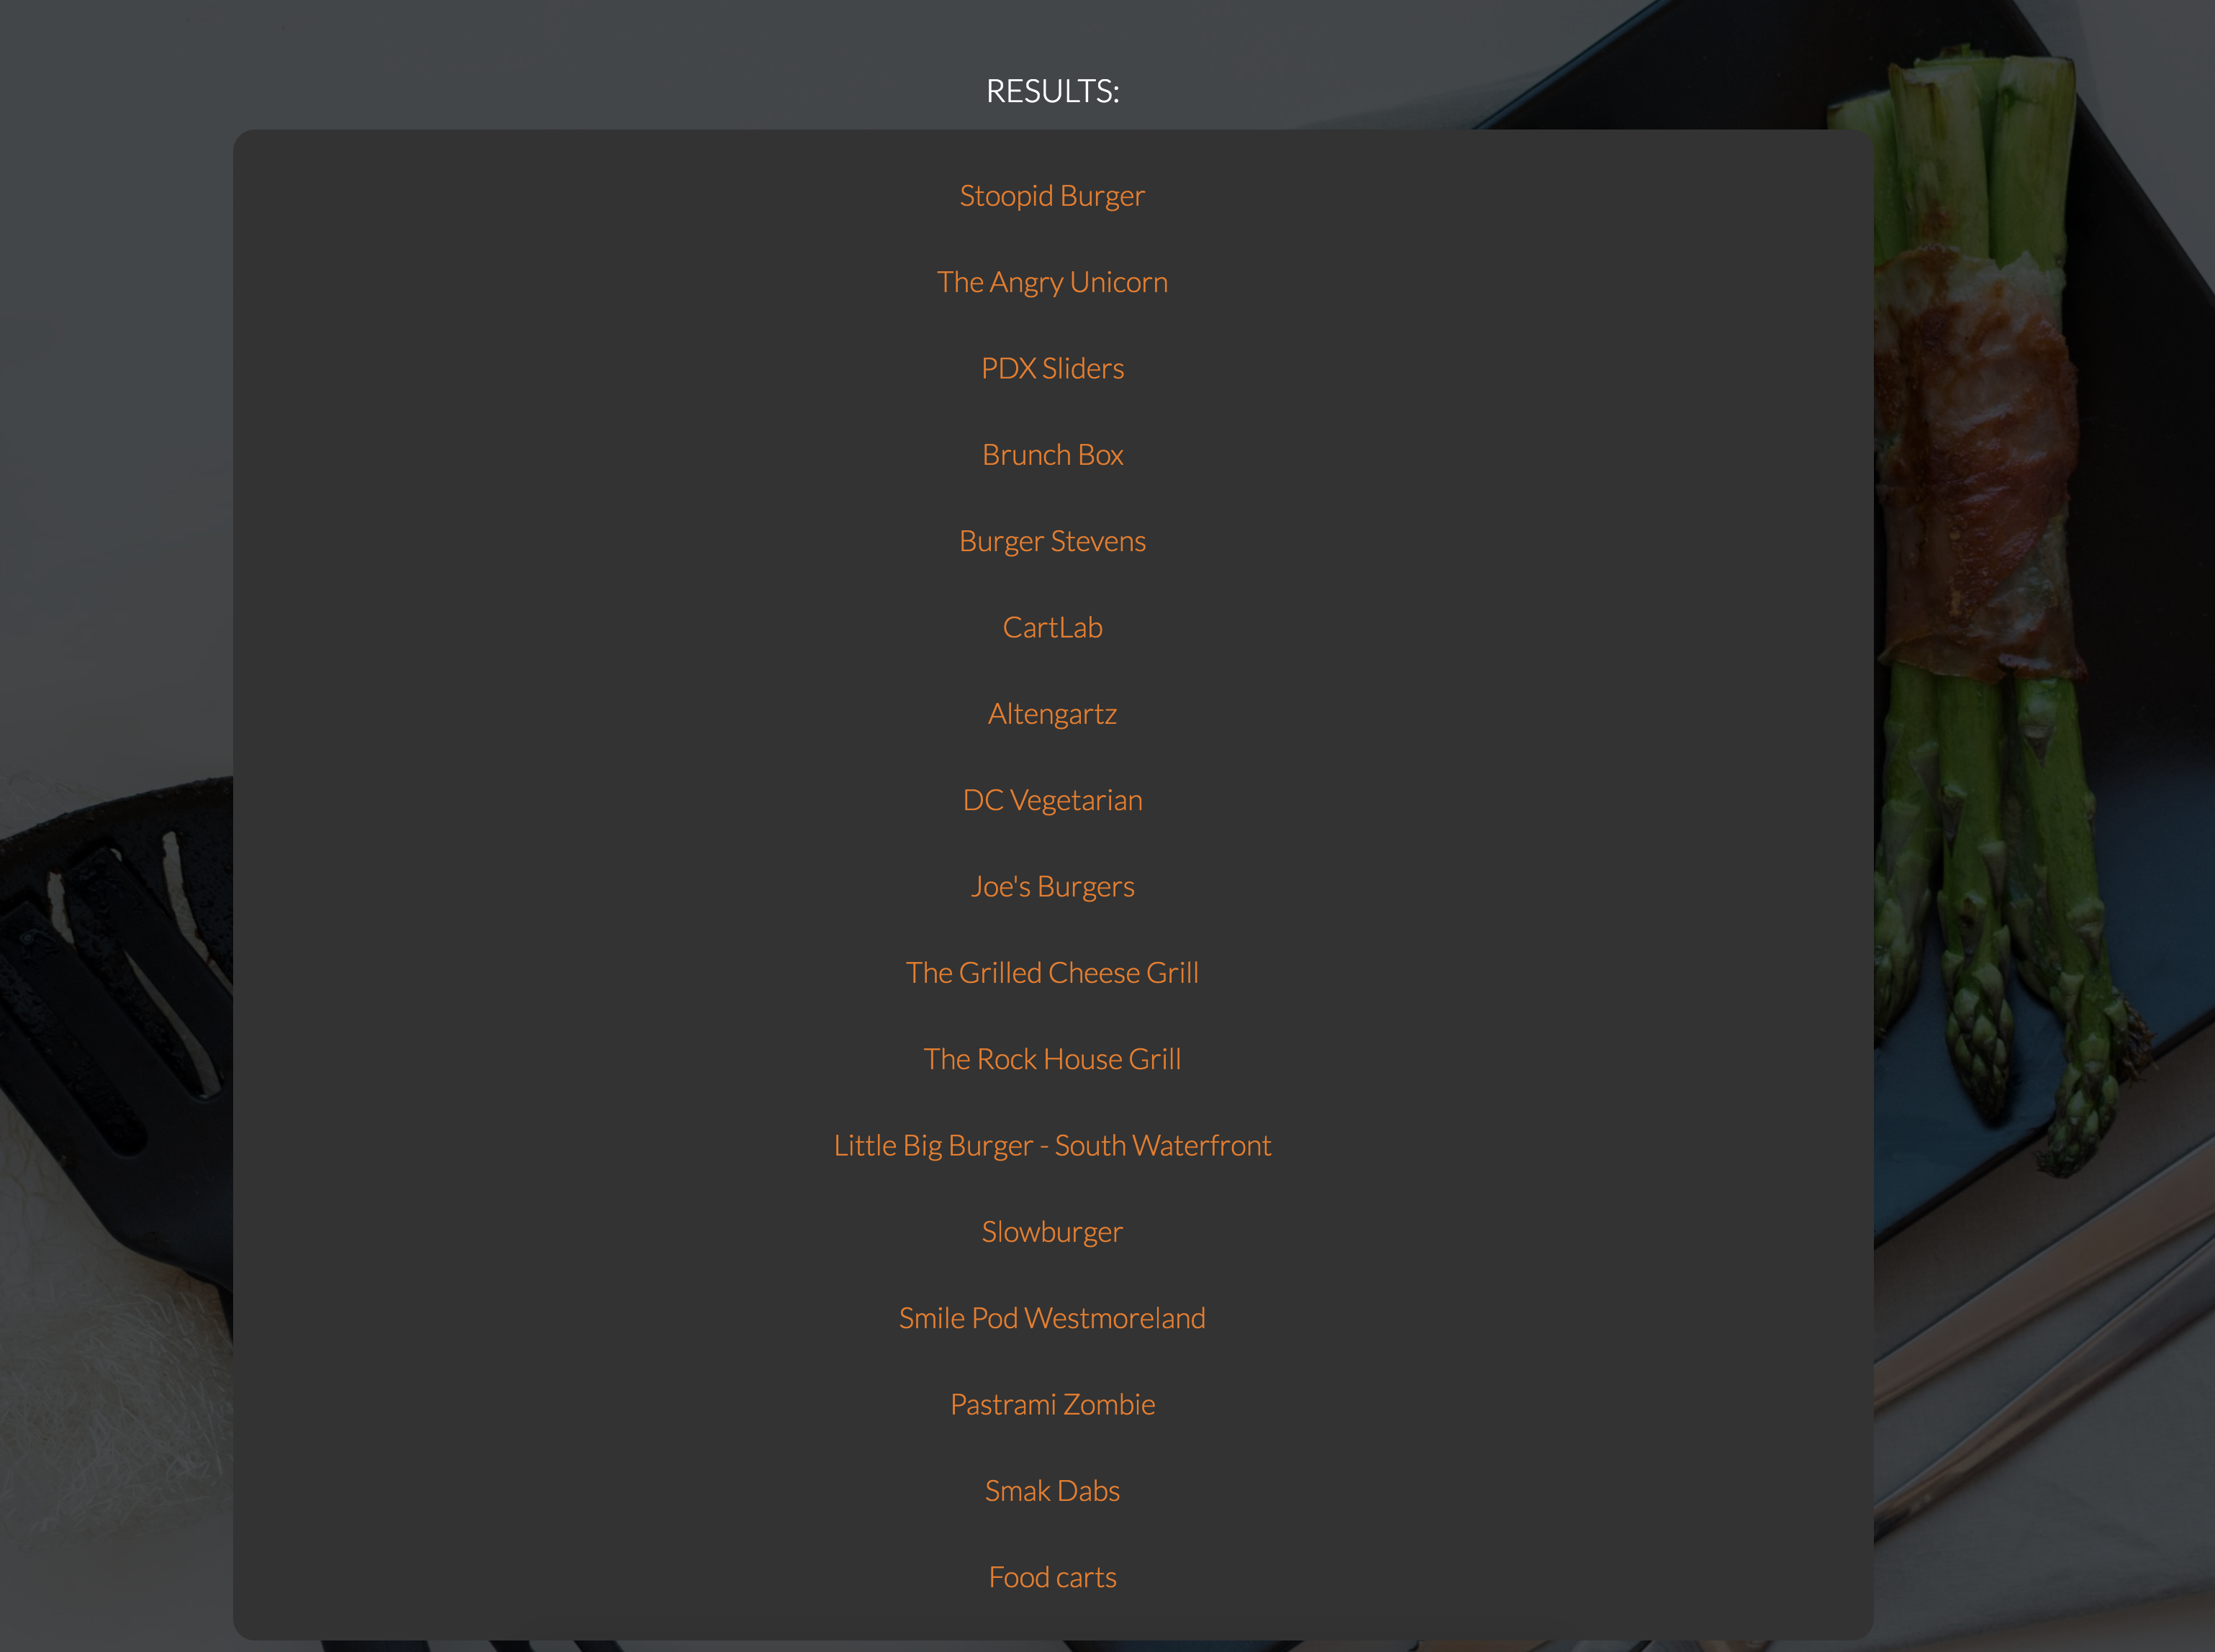 RESULTS:
Stoopid Burger
The Angry Unicorn
PDX Sliders
Brunch Box
Burger Stevens
CartLab
Altengartz
DC Vegetarian
Joe's Burgers
The Grilled Cheese Grill
The Rock House Grill
Little Big Burger - South Waterfront
Slowburger
Smile Pod Westmoreland
Pastrami Zombie
Smak Dabs
Food carts